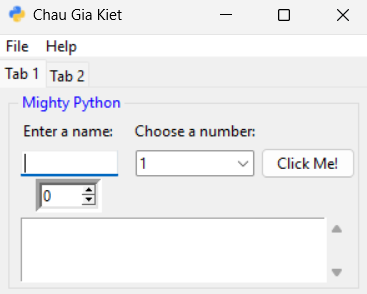 Chau Gia Kiet
File Help
Tab 1 Tab 2
Mighty Python
Enter a name: Choose a number:
1 Click Me!
0